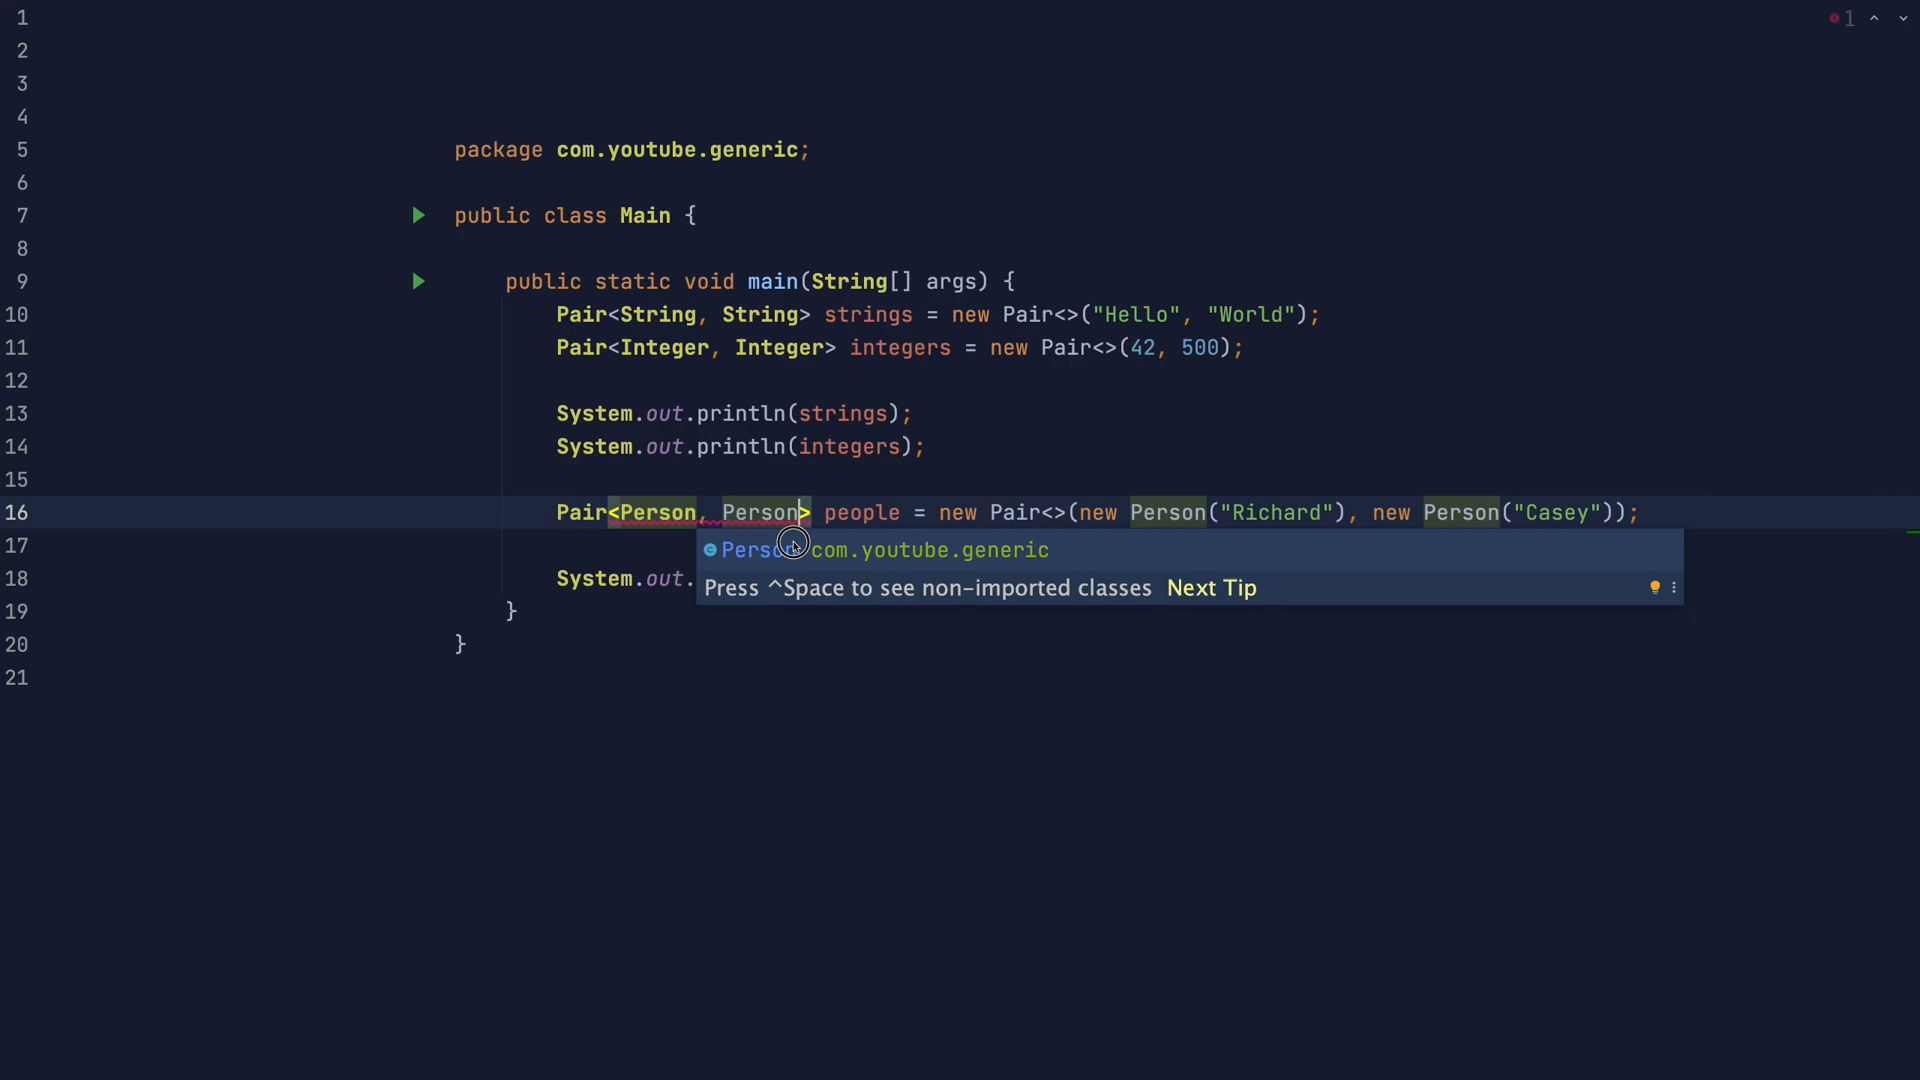 1
1
2
3
4
5 package com.youtube.generic;
6
7 public class Main {
8
9 public static void main(String[] args) {
10 Pair<String, String> strings = new Pair<>("Hello", "World");
11 Pair<Integer, Integer> integers = new Pair<>(42, 500);
12
13 System.out.println(strings);
14 System.out.println(integers);
15
16 Pair<Person, Person> people = new Pair<>(new Person("Richard"), new Person("Casey"));
17 Person com.youtube.generic
18 System.out.
Press ^Space to see non-imported classes Next Tip
19 }
20 }
21